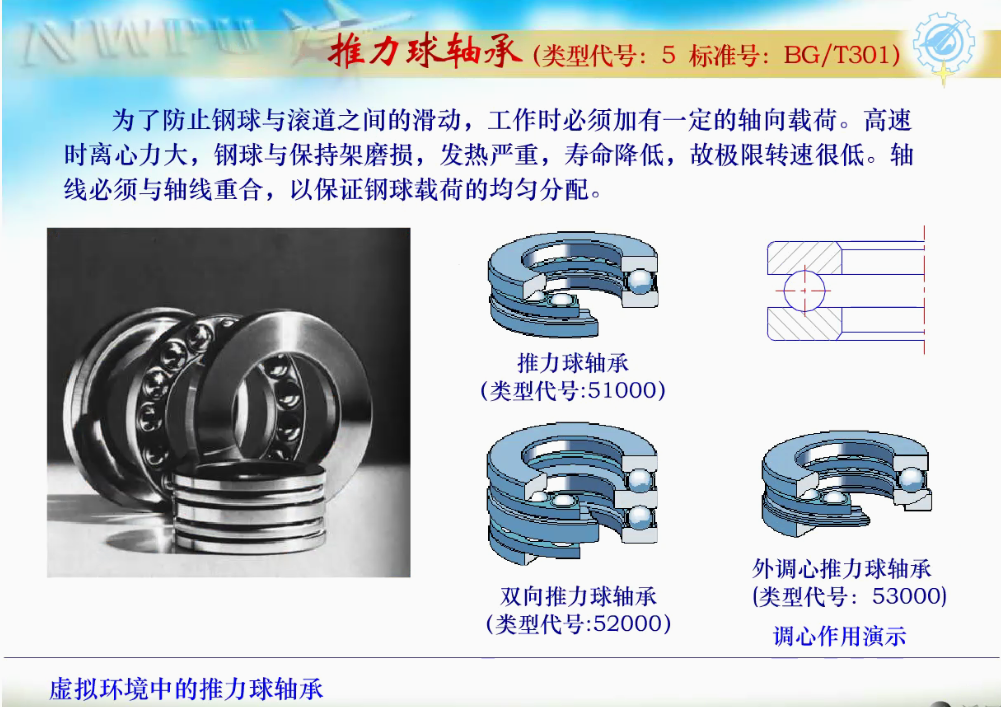 NWPU
推力球轴承 (类型代号：5 标准号：BG/T301)
为了防止钢球与滚道之间的滑动，工作时必须加有一定的轴向载荷。高速
时离心力大，钢球与保持架磨损，发热严重，寿命降低，故极限转速很低。轴
线必须与轴线重合，以保证钢球载荷的均匀分配。
推力球轴承
(类型代号:51000)
双向推力球轴承
(类型代号:52000)
外调心推力球轴承
(类型代号：53000)
调心作用演示
虚拟环境中的推力球轴承